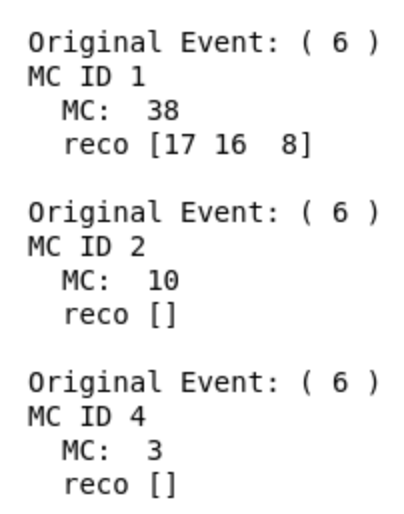 Original Event: ( 6 )
MC ID 1
  MC:  38
  reco [17 16  8]

Original Event: ( 6 )
MC ID 2
  MC:  10
  reco []

Original Event: ( 6 )
MC ID 4
  MC:  3
  reco []